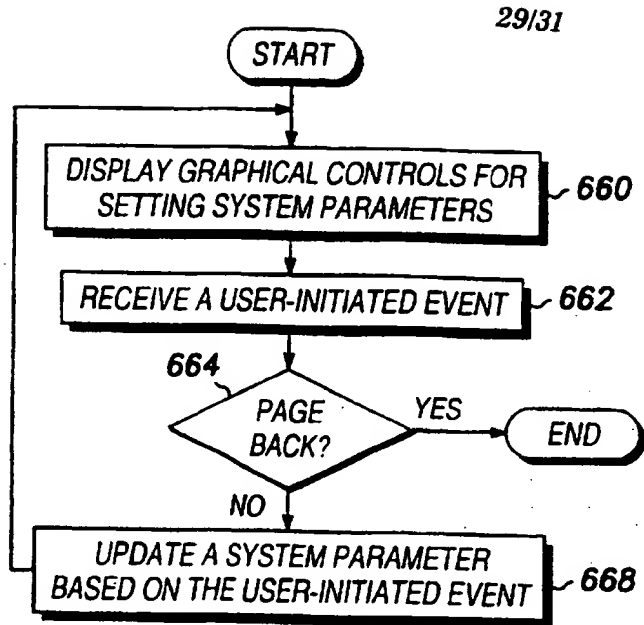 29/31
START
DISPLAY GRAPHICAL CONTROLS FOR
SETTING SYSTEM PARAMETERS
660
RECEIVE A USER-INITIATED EVENT
662
664
PAGE
BACK?
YES
END
NO
UPDATE A SYSTEM PARAMETER
BASED ON THE USER-INITIATED EVENT
668